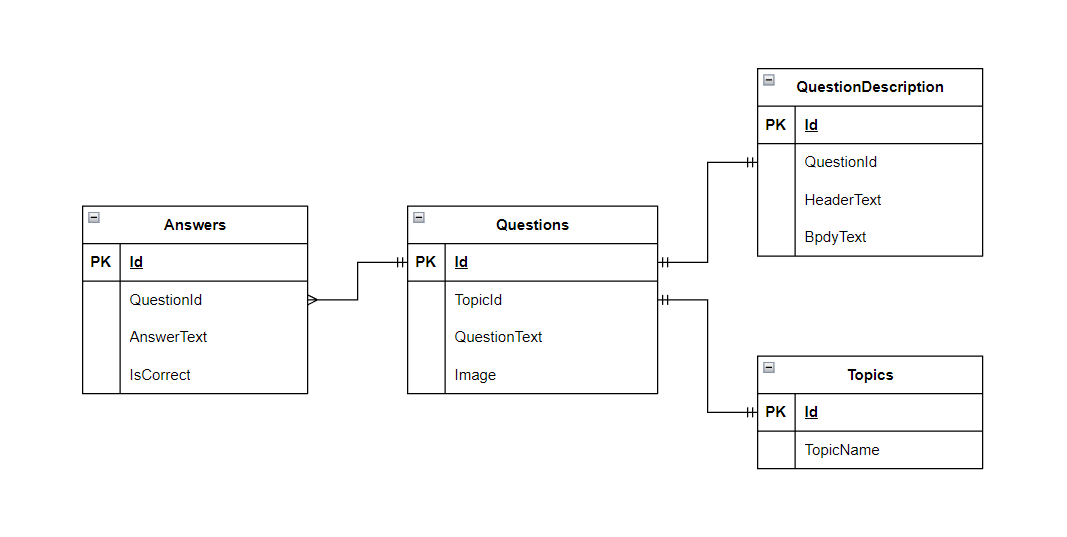 QuestionDescription
PK Id
QuestionId
HeaderText
BpdyText
Answers
PK Id
QuestionId
AnswerText
IsCorrect
Questions
PK Id
TopicId
QuestionText
Image
Topics
PK Id
TopicName